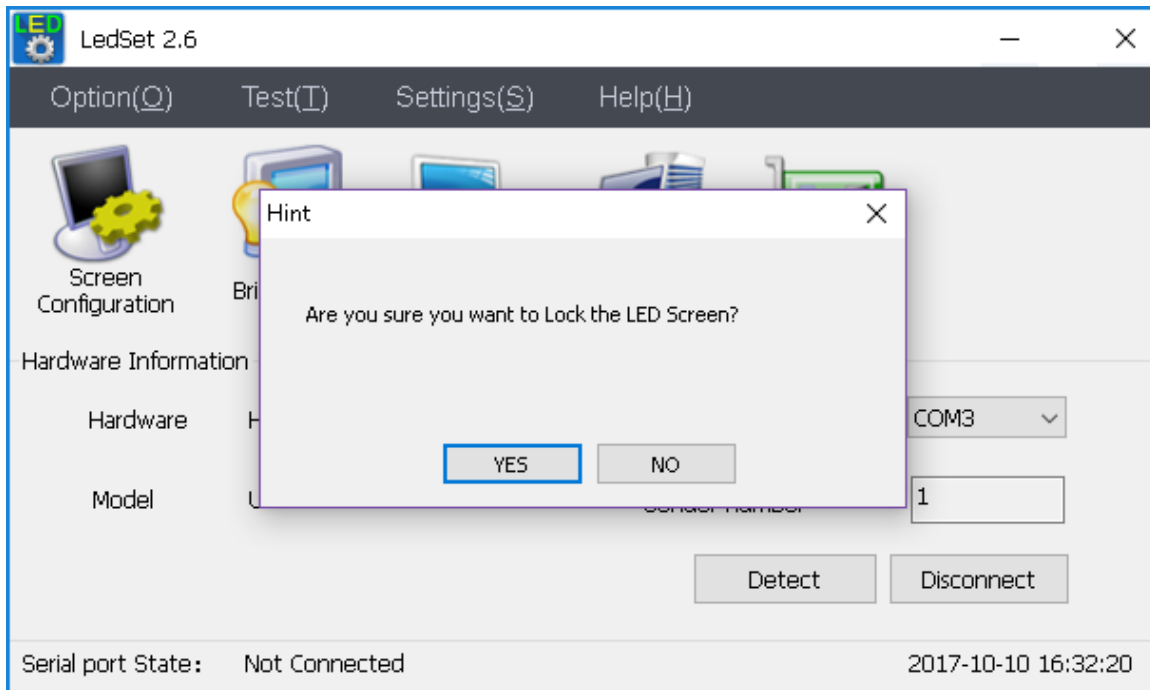 LED
LedSet 2.6
Option(O) Test(T) Settings(S) Help(H)
Screen
Configuration
Bri
Hint
Are you sure you want to Lock the LED Screen?
YES NO
Hardware Information
Hardware H COM3
Model 1
Detect Disconnect
Serial port State: Not Connected 2017-10-10 16:32:20